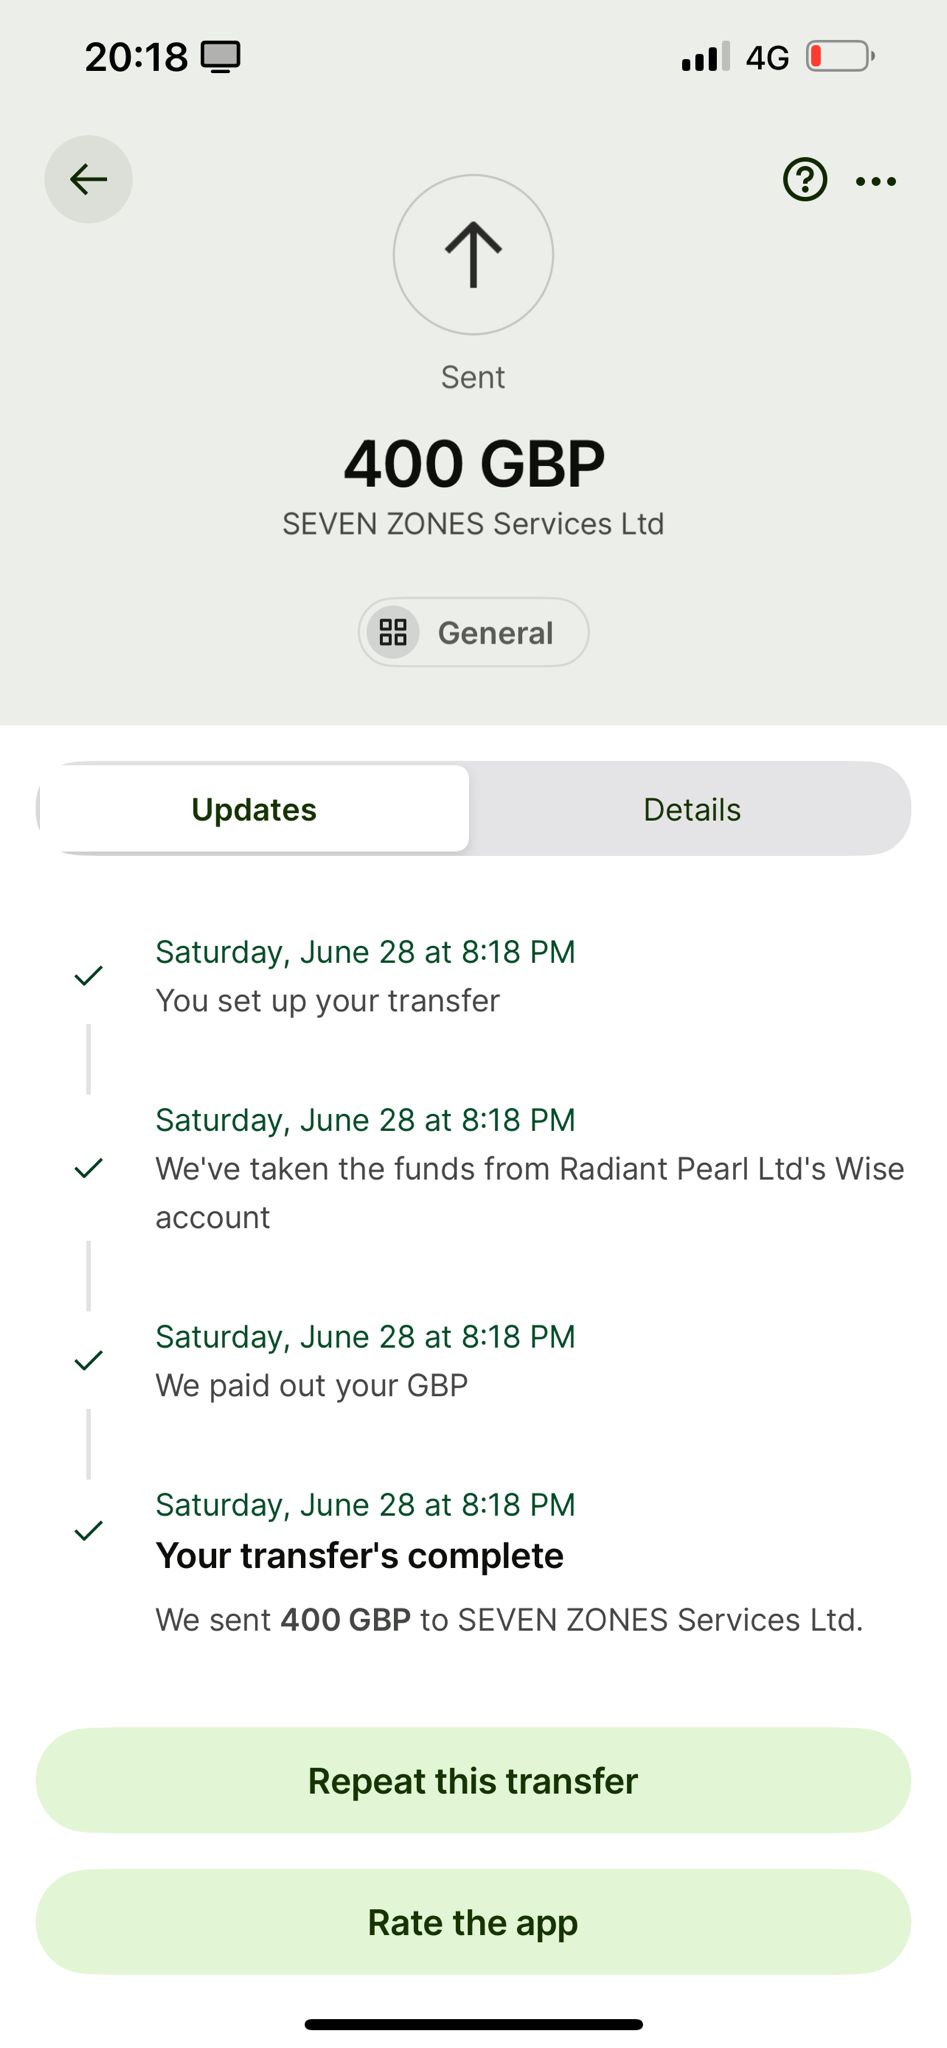 20:18
4G
Sent
400 GBP
SEVEN ZONES Services Ltd
General
Updates
Details
Saturday, June 28 at 8:18 PM
You set up your transfer
Saturday, June 28 at 8:18 PM
We've taken the funds from Radiant Pearl Ltd's Wise
account
Saturday, June 28 at 8:18 PM
We paid out your GBP
Saturday, June 28 at 8:18 PM
Your transfer's complete
We sent 400 GBP to SEVEN ZONES Services Ltd.
Repeat this transfer
Rate the app